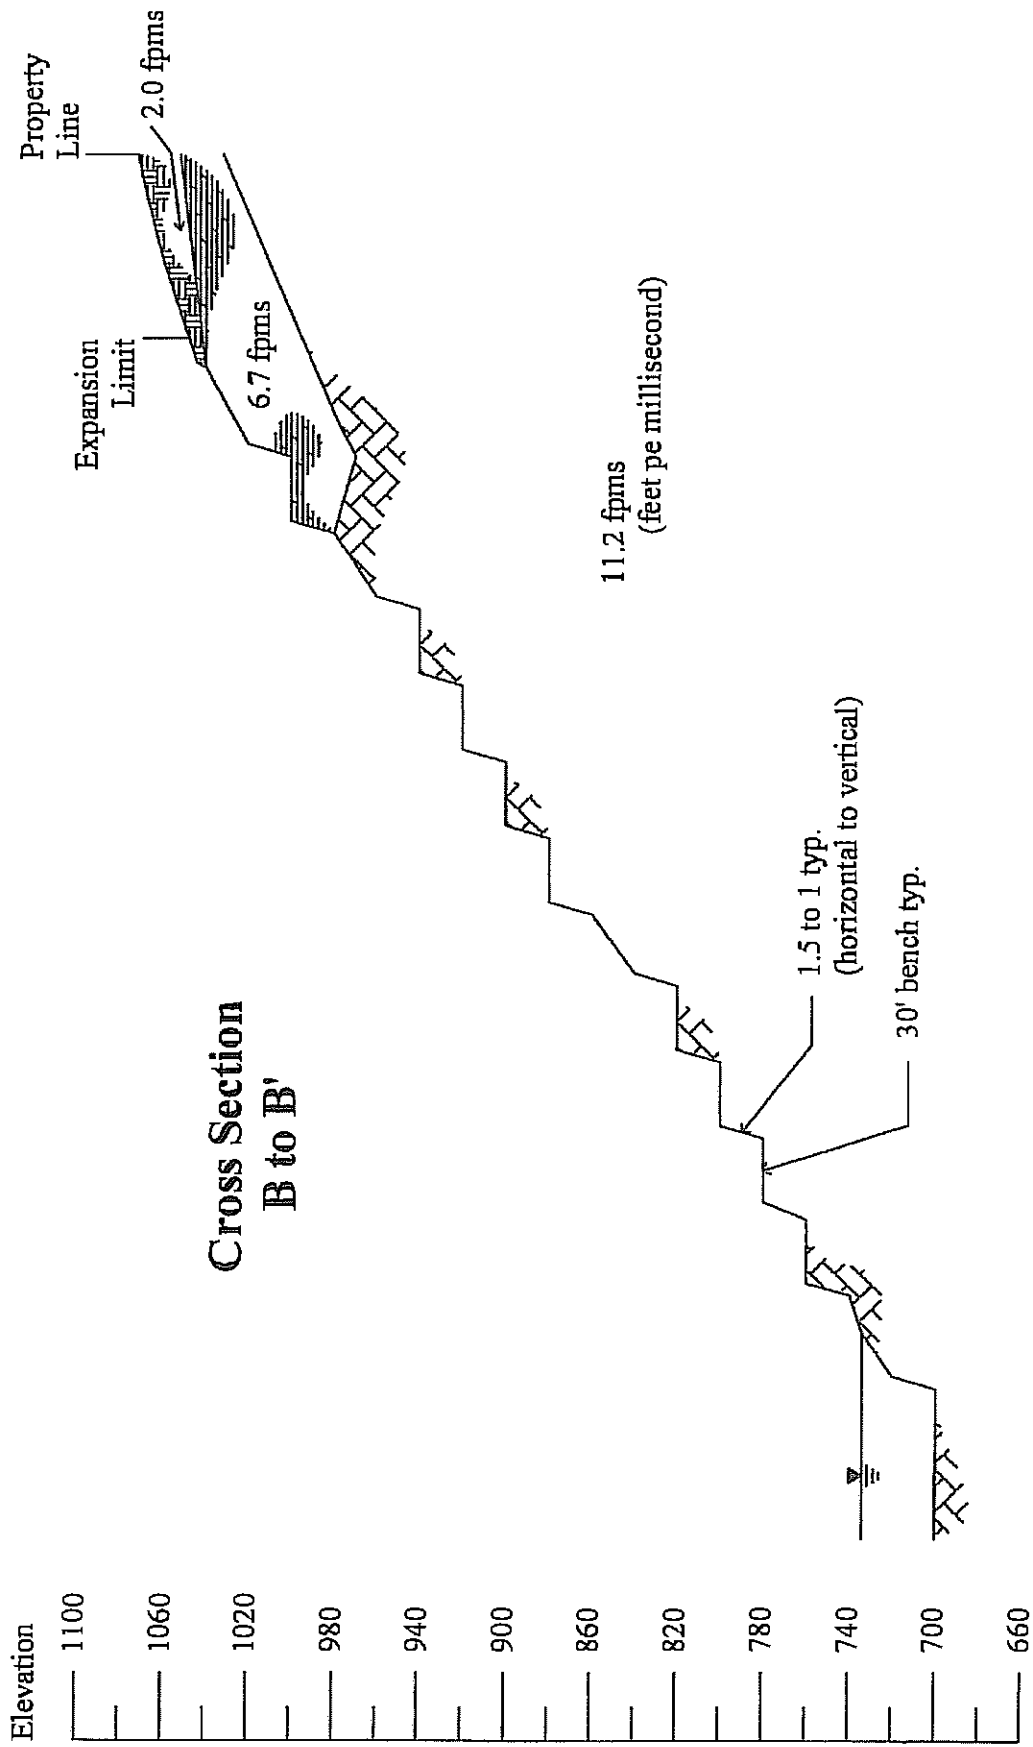 Elevation
1100
1060
1020
980
940
900
860
820
780
740
700
660
Cross Section
B to B'
Expansion
Limit
Property
Line
2.0 fpms
6.7 fpms
11.2 fpms
(feet pe millisecond)
1.5 to 1 typ.
(horizontal to vertical)
30' bench typ.